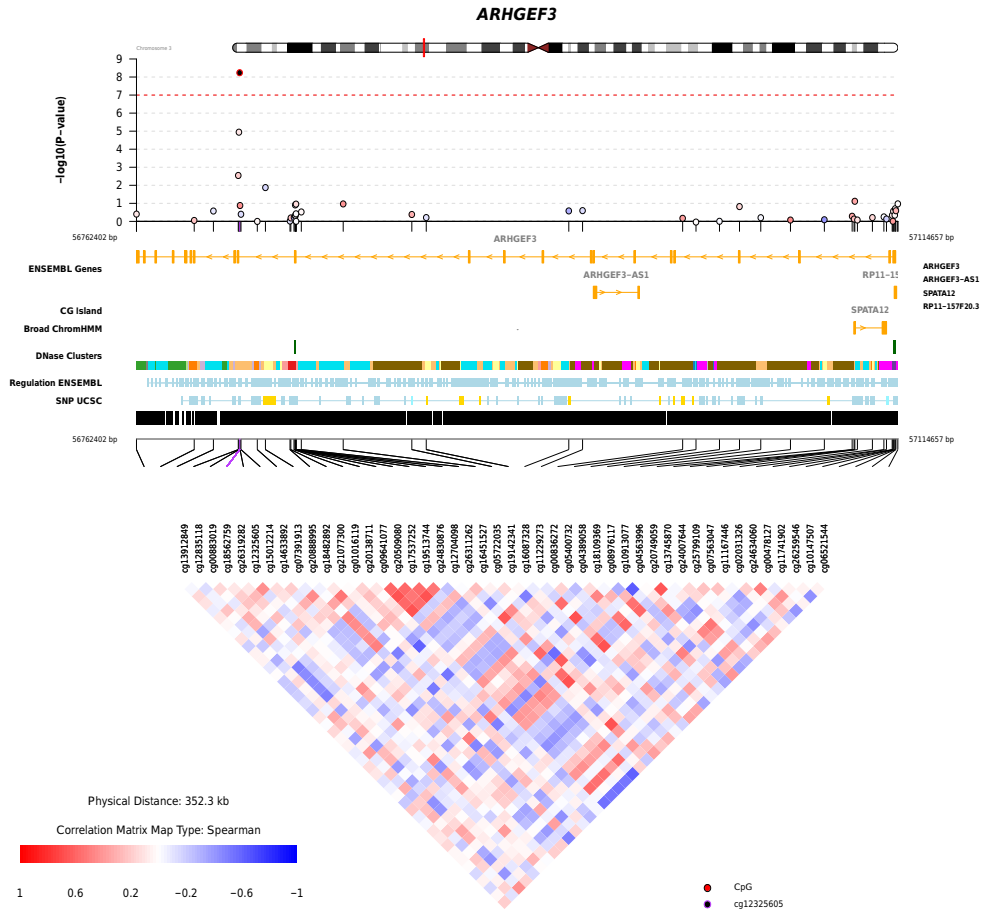 ARHGEF3
Chromosome 3
9
8
7
6
5
4
3
2
1
0
−log10(P−value)
56762402 bp
57114657 bp
ARHGEF3
ENSEMBL Genes
ARHGEF3
ARHGEF3−AS1
SPATA12
RP11−157F20.3
ARHGEF3−AS1
RP11−15
CG Island
SPATA12
Broad ChromHMM
DNase Clusters
Regulation ENSEMBL
SNP UCSC
56762402 bp
57114657 bp
cg13912849
cg12835118
cg00883019
cg18562759
cg26319282
cg12325605
cg15012214
cg14633892
cg07391913
cg20888995
cg18482892
cg21077300
cg01016119
cg20138711
cg09641077
cg20509080
cg17537252
cg19513744
cg24830876
cg12704098
cg26311262
cg16451527
cg05722035
cg19142341
cg16087328
cg11229273
cg00836272
cg05400732
cg04389058
cg18109369
cg08976117
cg10913077
cg04563996
cg20749059
cg13745870
cg24007644
cg25799109
cg07563047
cg11167446
cg02031326
cg24634060
cg00478127
cg11741902
cg26259546
cg10147507
cg06521544
Physical Distance: 352.3 kb
Correlation Matrix Map Type: Spearman
1 0.6 0.2 −0.2 −0.6 −1
CpG
cg12325605